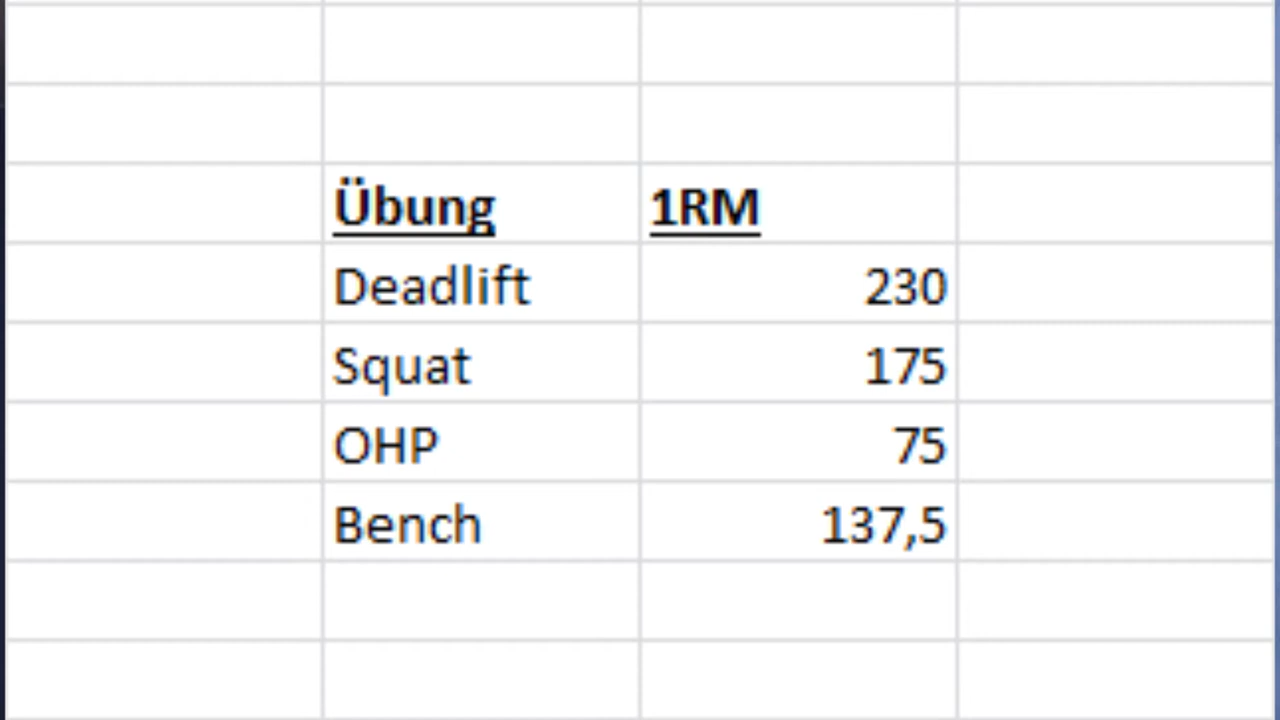 Übung 1RM
Deadlift 230
Squat 175
OHP 75
Bench 137,5